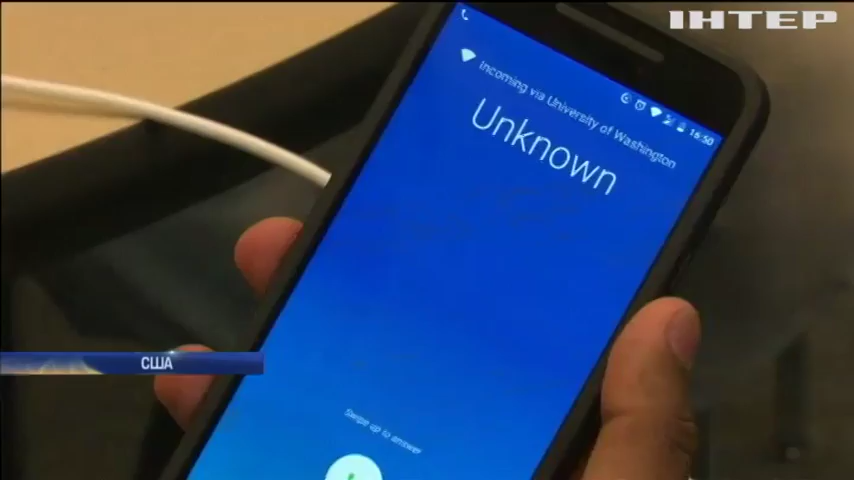 ІНТЕР
16:50
Incoming via University of Washington
Unknown
США
Swipe up to answer